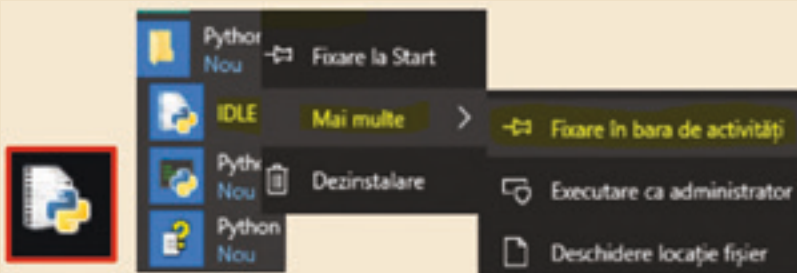 Python
Nou
Fixare la Start
IDLE
Mai multe
Fixare în bara de activități
Pyth
Nou
Dezinstalare
Executare ca administrator
Python
Nou
Deschidere locație fișier